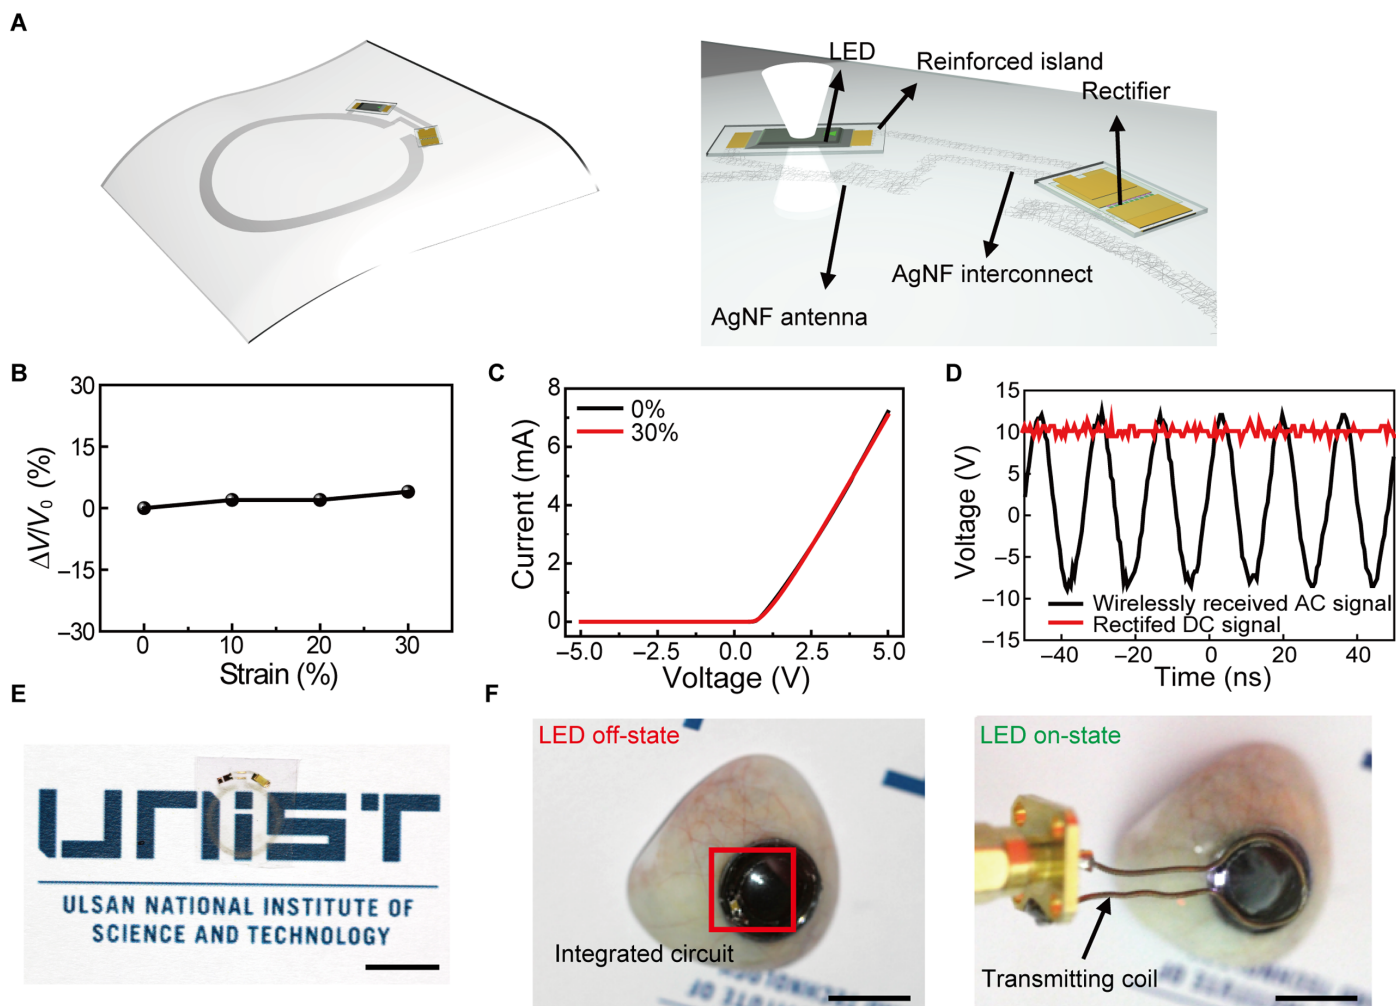 A
LED
Reinforced island
Rectifier
AgNF interconnect
AgNF antenna
B
30
15
0
–15
–30
ΔV/V0 (%)
0 10 20 30
Strain (%)
C
8
6
4
2
0
Current (mA)
0%
30%
–5.0 –2.5 0.0 2.5 5.0
Voltage (V)
D
15
10
5
0
–5
–10
–15
Voltage (V)
Wirelessly received AC signal
Rectifed DC signal
–40 –20 0 20 40
Time (ns)
E
UNIST
ULSAN NATIONAL INSTITUTE OF
SCIENCE AND TECHNOLOGY
F
LED off-state
Integrated circuit
LED on-state
Transmitting coil